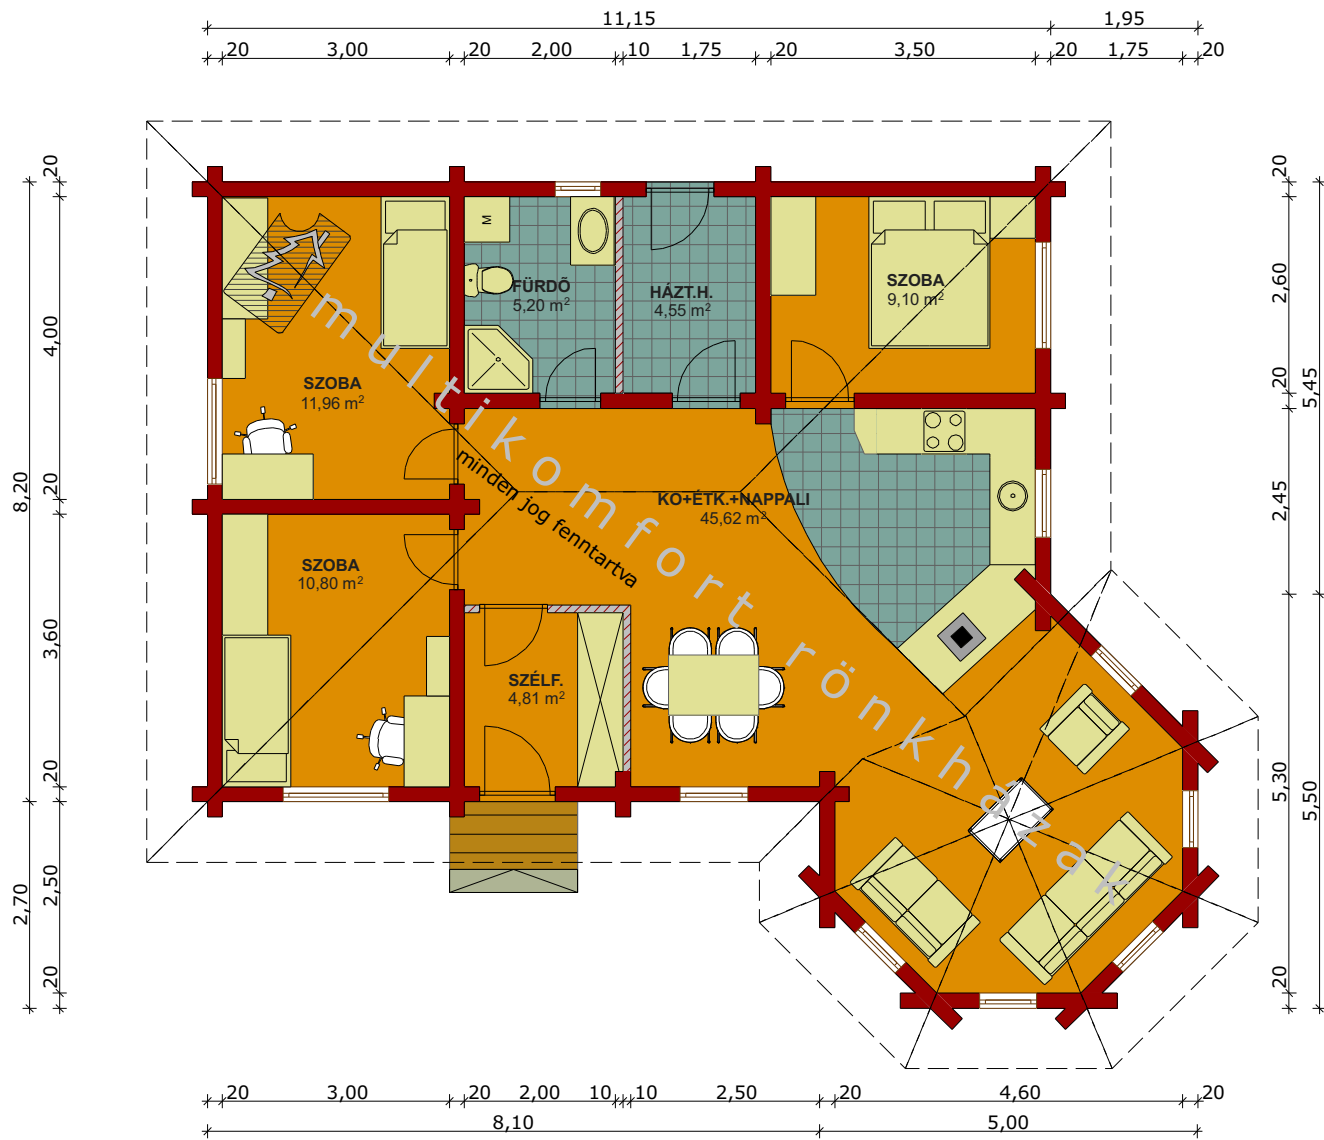 11,15 1,95
20 3,00 20 2,00 10 1,75 20 3,50 20 1,75 20
20
4,00
20
3,60
20
2,50
20
8,20
2,70
20
2,60
20
2,45
5,30
20
5,45
5,50
M
FÜRDŐ
5,20 m²
HÁZT.H.
4,55 m²
SZOBA
9,10 m²
SZOBA
11,96 m²
KO+ÉTK.+NAPPALI
45,62 m²
SZOBA
10,80 m²
SZÉLF.
4,81 m²
multikomfort rönkházak
minden jog fenntartva
20 3,00 20 2,00 10 10 2,50 20 4,60 20
8,10 5,00